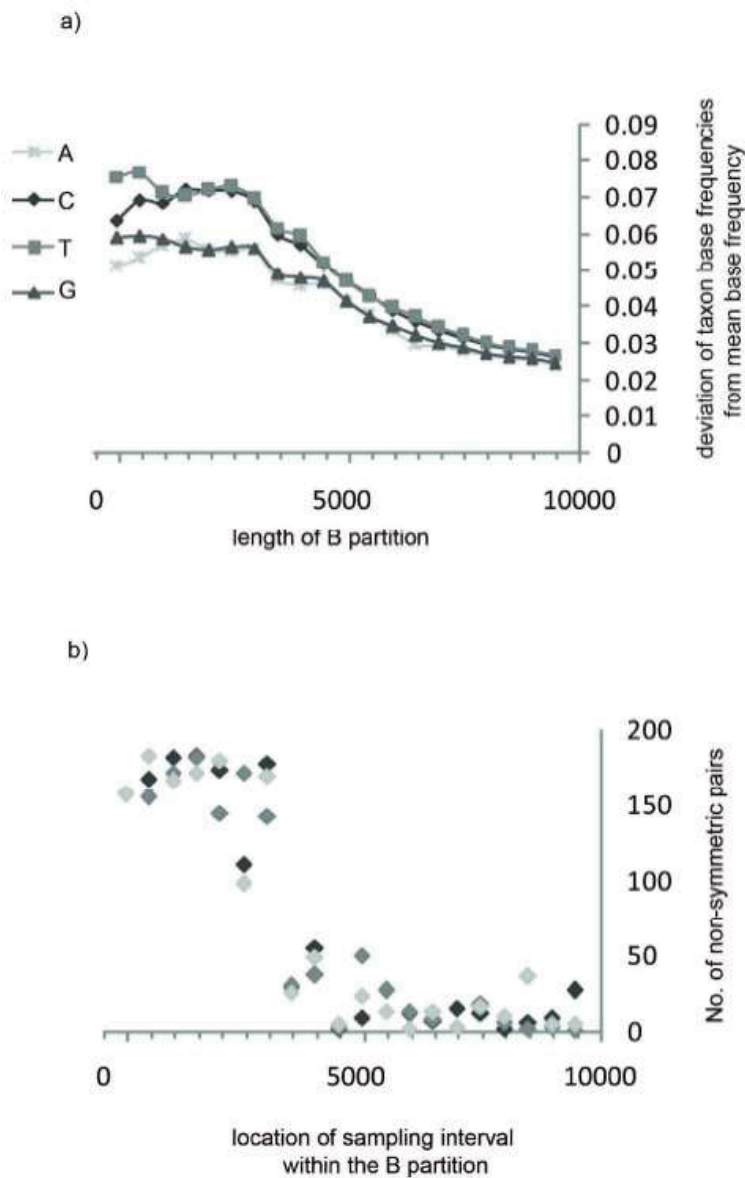 a)
A
C
T
G
0.09
0.08
0.07
0.06
0.05
0.04
0.03
0.02
0.01
0
deviation of taxon base frequencies
from mean base frequency
0 5000 10000
length of B partition
b)
200
150
100
50
0
No. of non-symmetric pairs
0 5000 10000
location of sampling interval
within the B partition